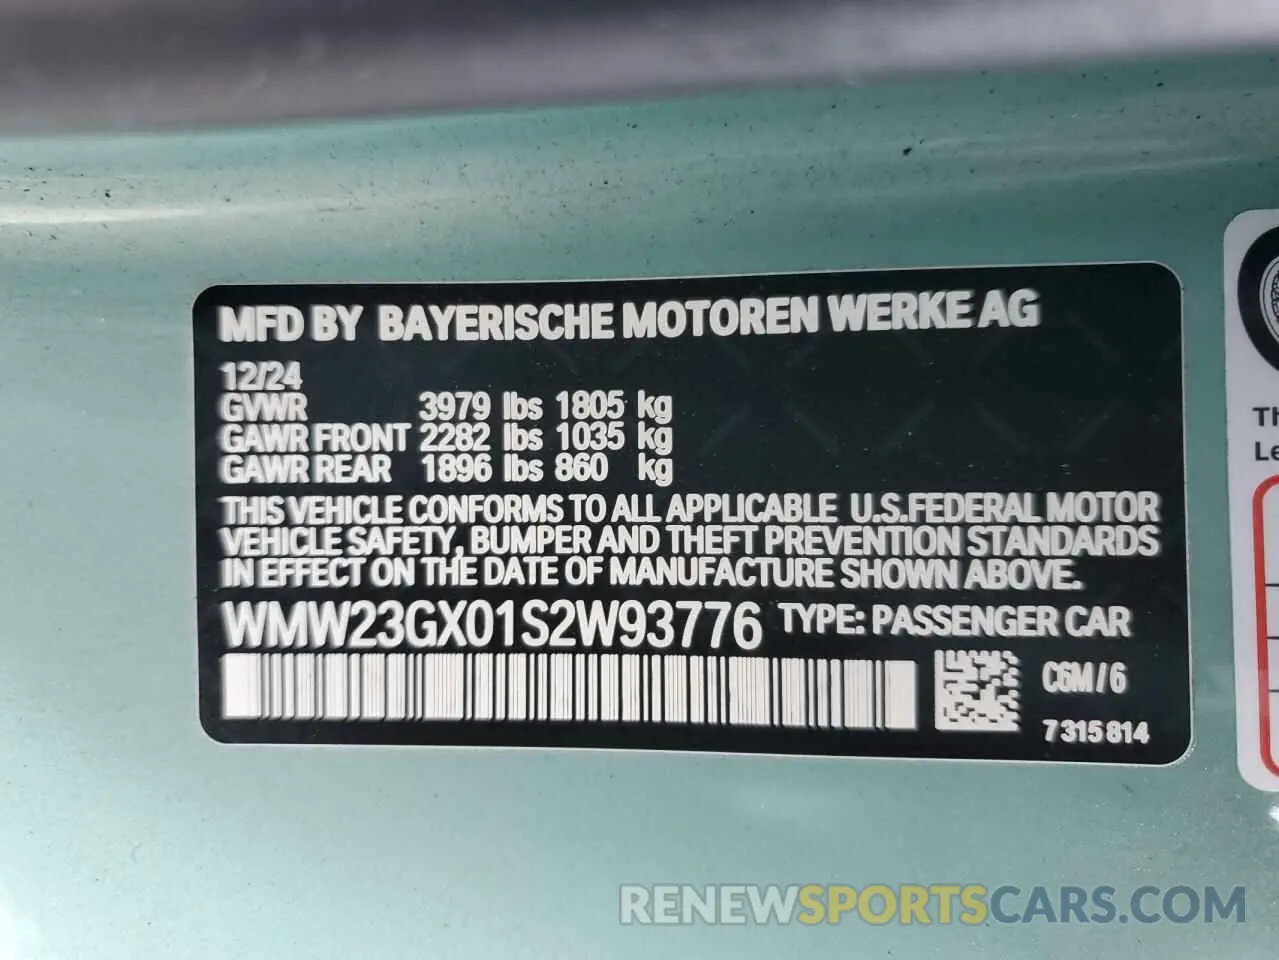 MFD BY BAYERISCHE MOTOREN WERKE AG
12/24
GVWR 3979 lbs 1805 kg
GAWR FRONT 2282 lbs 1035 kg
GAWR REAR 1896 lbs 860 kg
THIS VEHICLE CONFORMS TO ALL APPLICABLE U.S.FEDERAL MOTOR
VEHICLE SAFETY, BUMPER AND THEFT PREVENTION STANDARDS
IN EFFECT ON THE DATE OF MANUFACTURE SHOWN ABOVE.
WMW23GX01S2W93776 TYPE: PASSENGER CAR
C6M/6
7315814
RENEWSPORTSCARS.COM